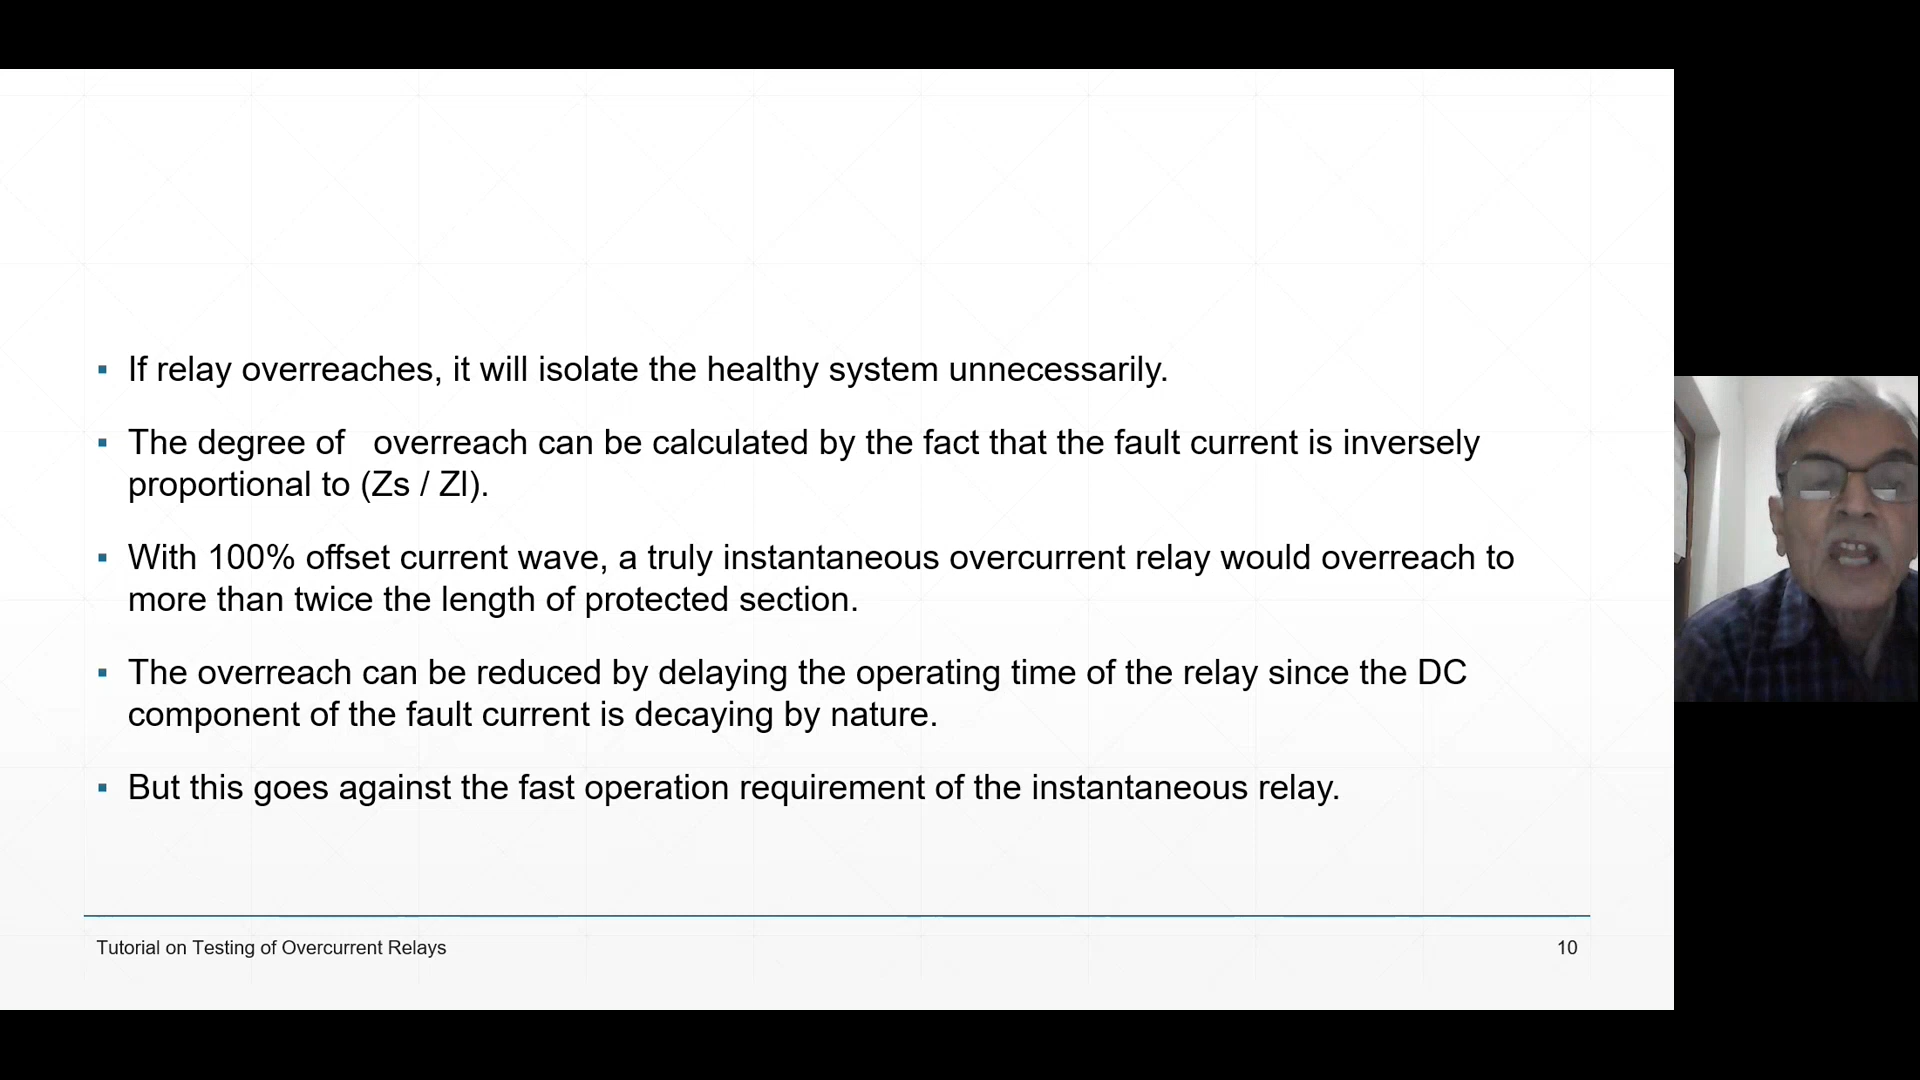 ▪ If relay overreaches, it will isolate the healthy system unnecessarily.
▪ The degree of   overreach can be calculated by the fact that the fault current is inversely
proportional to (Zs / Zl).
▪ With 100% offset current wave, a truly instantaneous overcurrent relay would overreach to
more than twice the length of protected section.
▪ The overreach can be reduced by delaying the operating time of the relay since the DC
component of the fault current is decaying by nature.
▪ But this goes against the fast operation requirement of the instantaneous relay.
Tutorial on Testing of Overcurrent Relays
10